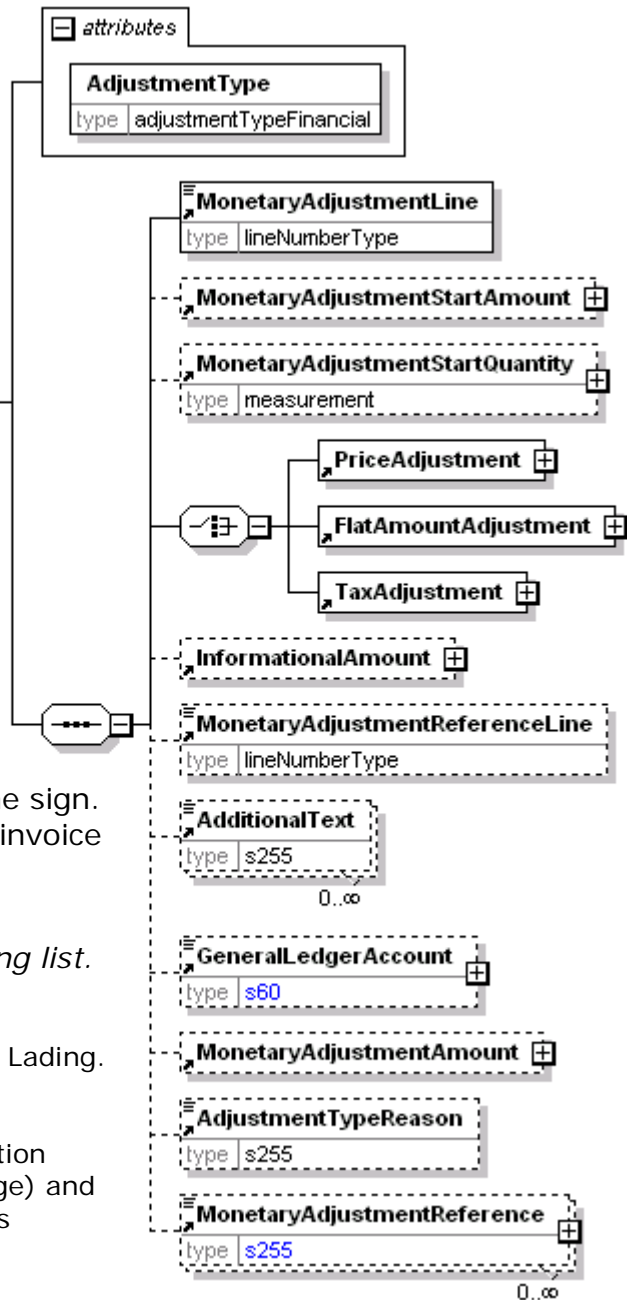 attributes
AdjustmentType
type adjustmentTypeFinancial
MonetaryAdjustmentLine
type lineNumberType
MonetaryAdjustmentStartAmount
MonetaryAdjustmentStartQuantity
type measurement
PriceAdjustment
FlatAmountAdjustment
TaxAdjustment
InformationalAmount
MonetaryAdjustmentReferenceLine
type lineNumberType
e sign.
invoice
AdditionalText
type s255
0..∞
ng list.
GeneralLedgerAccount
type s60
Lading.
MonetaryAdjustmentAmount
AdjustmentTypeReason
type s255
tion
ge) and
s
MonetaryAdjustmentReference
type s255
0..∞